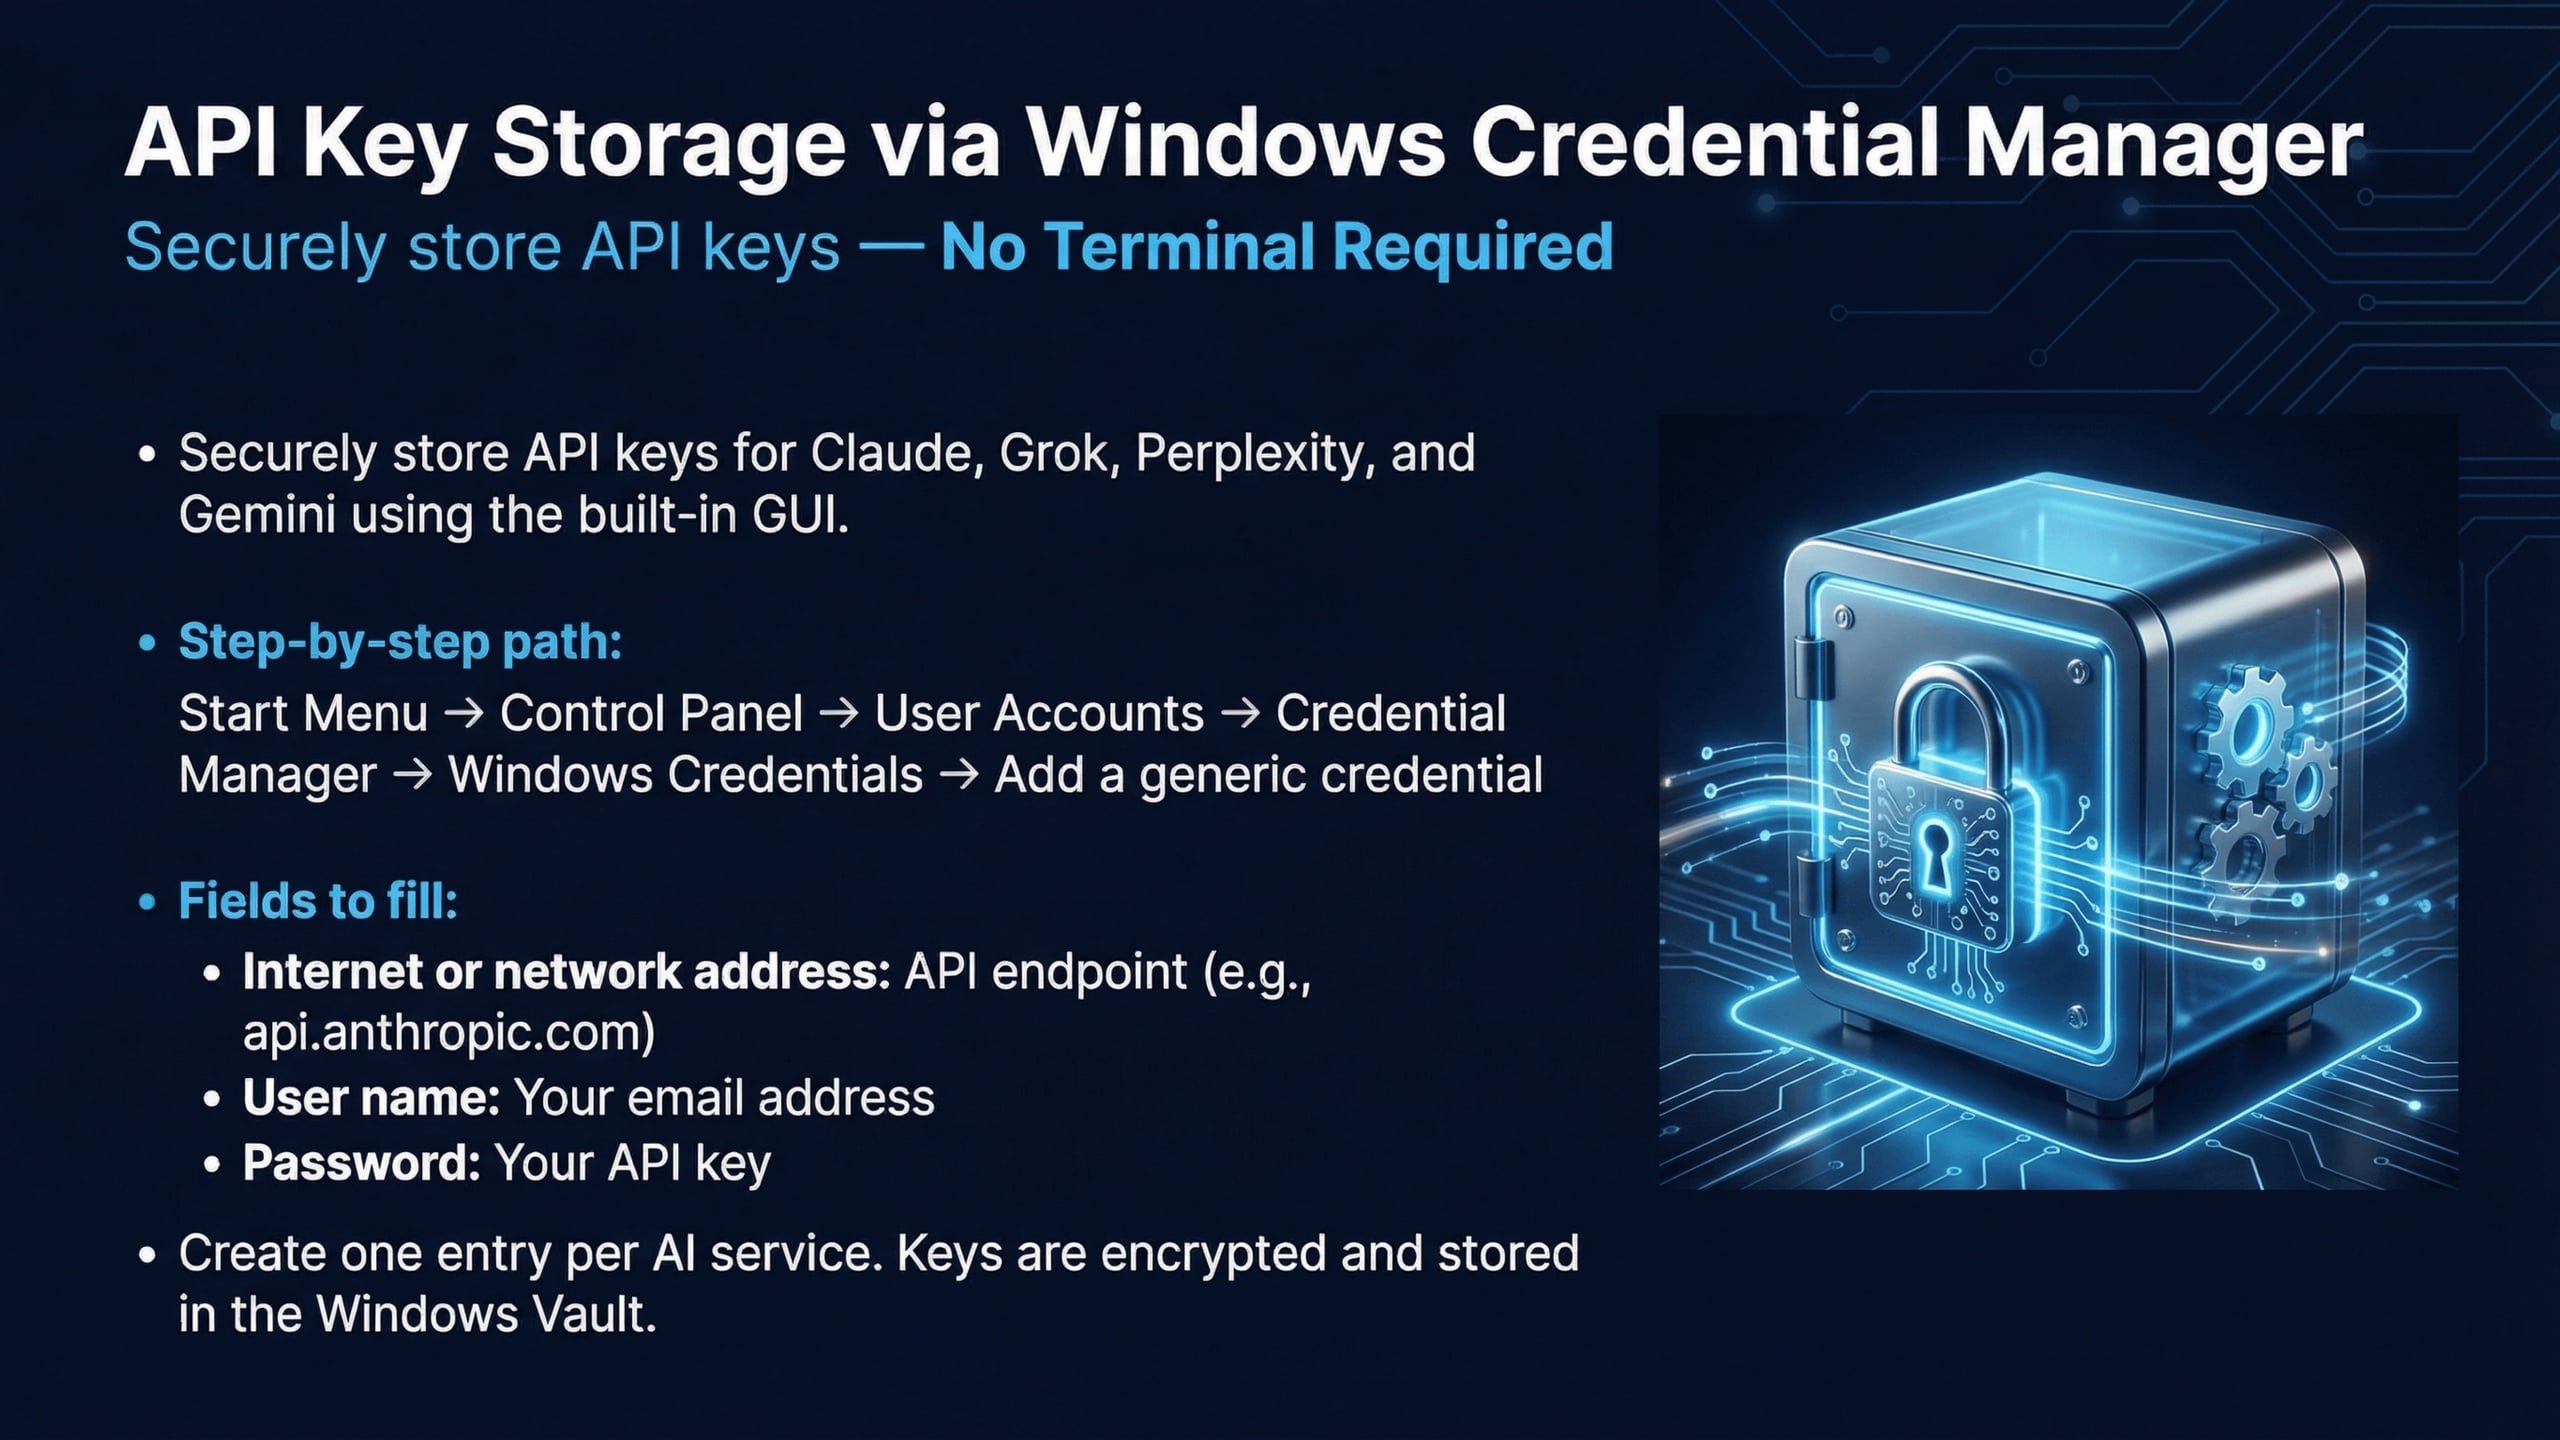 API Key Storage via Windows Credential Manager
Securely store API keys — No Terminal Required
• Securely store API keys for Claude, Grok, Perplexity, and
Gemini using the built-in GUI.
• Step-by-step path:
Start Menu → Control Panel → User Accounts → Credential
Manager → Windows Credentials → Add a generic credential
• Fields to fill:
• Internet or network address: API endpoint (e.g.,
api.anthropic.com)
• User name: Your email address
• Password: Your API key
• Create one entry per AI service. Keys are encrypted and stored
in the Windows Vault.